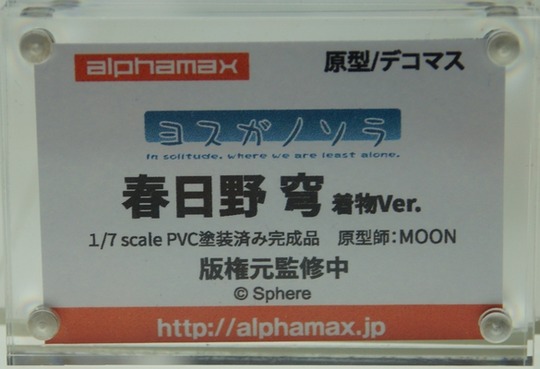 alphamax 原型/デコマス
ヨスガノソラ
In solitude, where we are least alone.
春日野 穹 着物Ver.
1/7 scale PVC塗装済み完成品 原型師：MOON
版権元監修中
© Sphere
http://alphamax.jp